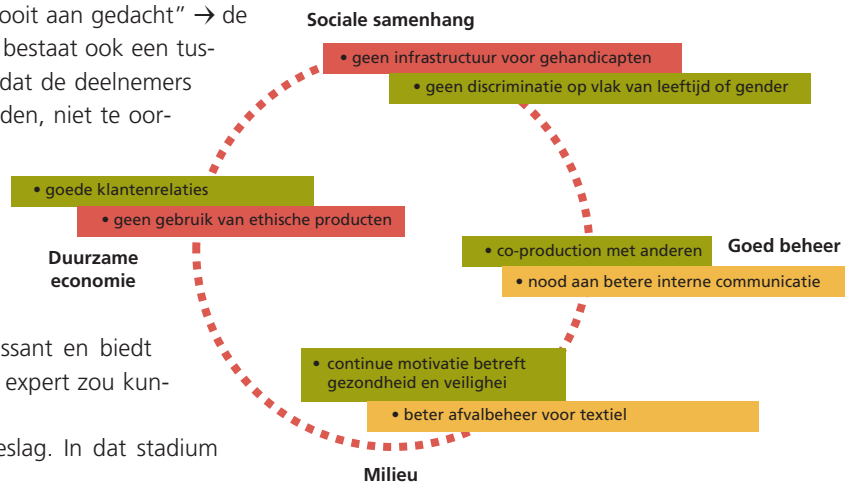 ooit aan gedacht” → de
bestaat ook een tus-
dat de deelnemers
den, niet te oor-
Sociale samenhang
• geen infrastructuur voor gehandicapten
• geen discriminatie op vlak van leeftijd of gender
• goede klantenrelaties
• geen gebruik van ethische producten
Duurzame
economie
• co-production met anderen
Goed beheer
• nood aan betere interne communicatie
ssant en biedt
expert zou kun-
eslag. In dat stadium
• continue motivatie betreft
gezondheid en veilighei
• beter afvalbeheer voor textiel
Milieu